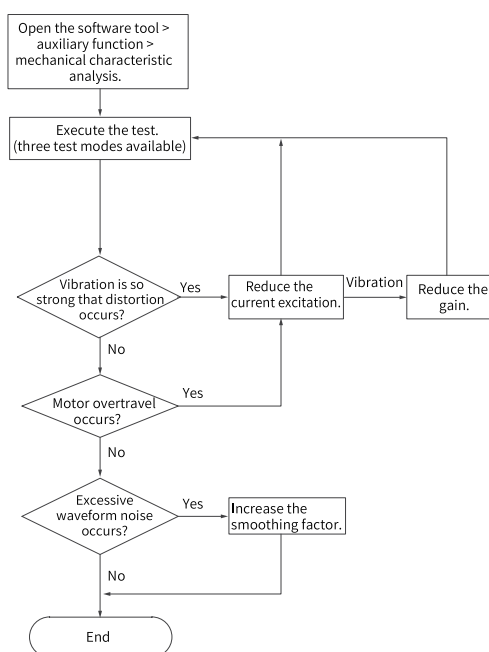 Open the software tool >
auxiliary function >
mechanical characteristic
analysis.
Execute the test.
(three test modes available)
Vibration is so
strong that distortion
occurs?
Yes
Reduce the
current excitation.
Vibration
Reduce the
gain.
No
Motor overtravel
occurs?
Yes
No
Excessive
waveform noise
occurs?
Yes
Increase the
smoothing factor.
No
End